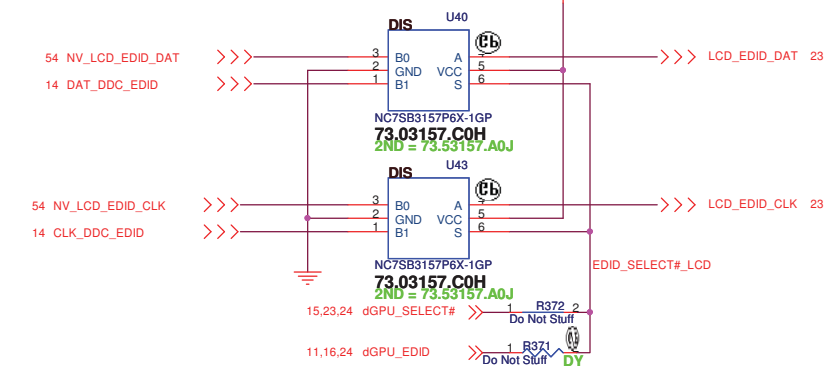 DIS U40
54 NV_LCD_EDID_DAT 3 B0 A LCD_EDID_DAT 23
2 GND VCC 5
14 DAT_DDC_EDID 1 B1 S 6
NC7SB3157P6X-1GP
73.03157.C0H
2ND = 73.53157.A0J
DIS U43
54 NV_LCD_EDID_CLK 3 B0 A LCD_EDID_CLK 23
2 GND VCC 5
14 CLK_DDC_EDID 1 B1 S 6
NC7SB3157P6X-1GP EDID_SELECT#_LCD
73.03157.C0H
2ND = 73.53157.A0J
15,23,24 dGPU_SELECT# 1 R372 2
Do Not Stuff
11,16,24 dGPU_EDID 1 R371
Do Not Stuff DY